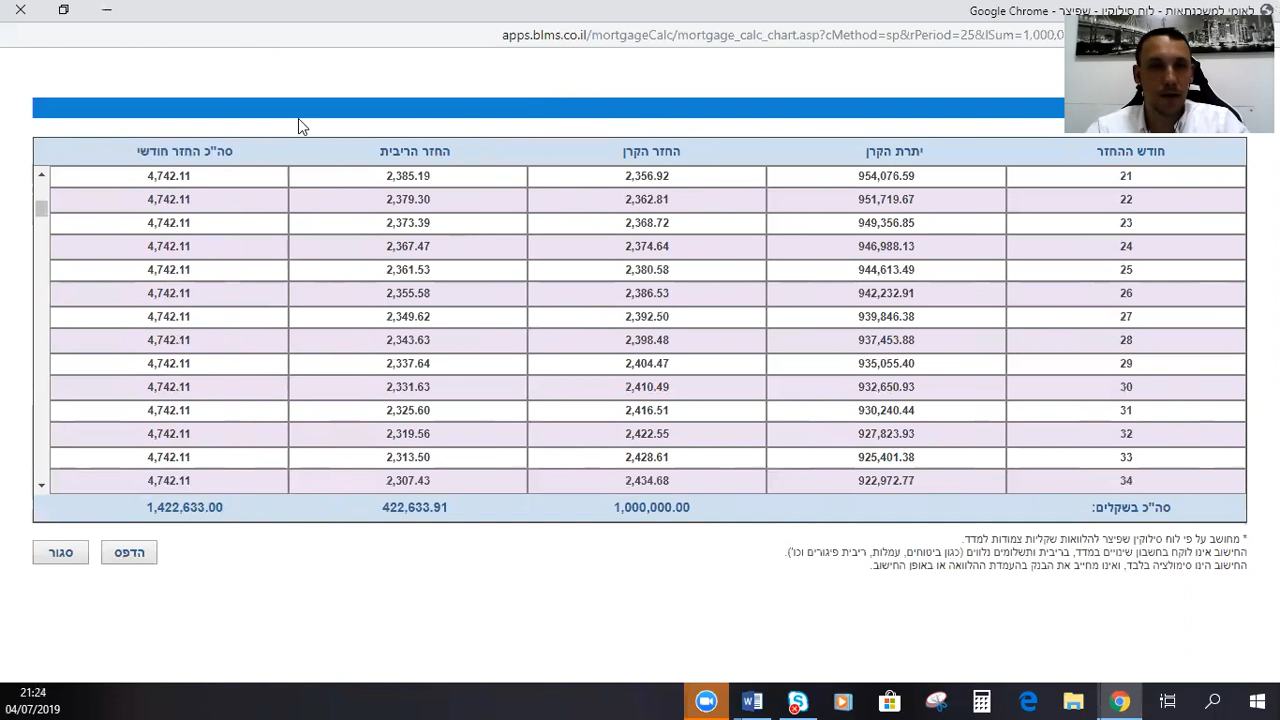 לאומי למשכנתאות - לוח סילוקין - שפיצר - Google Chrome
apps.blms.co.il/mortgageCalc/mortgage_calc_chart.asp?cMethod=sp&rPeriod=25&lSum=1,000,0
חודש ההחזר יתרת הקרן החזר הקרן החזר הריבית סה"כ החזר חודשי
21 954,076.59 2,356.92 2,385.19 4,742.11
22 951,719.67 2,362.81 2,379.30 4,742.11
23 949,356.85 2,368.72 2,373.39 4,742.11
24 946,988.13 2,374.64 2,367.47 4,742.11
25 944,613.49 2,380.58 2,361.53 4,742.11
26 942,232.91 2,386.53 2,355.58 4,742.11
27 939,846.38 2,392.50 2,349.62 4,742.11
28 937,453.88 2,398.48 2,343.63 4,742.11
29 935,055.40 2,404.47 2,337.64 4,742.11
30 932,650.93 2,410.49 2,331.63 4,742.11
31 930,240.44 2,416.51 2,325.60 4,742.11
32 927,823.93 2,422.55 2,319.56 4,742.11
33 925,401.38 2,428.61 2,313.50 4,742.11
34 922,972.77 2,434.68 2,307.43 4,742.11
סה"כ בשקלים: 1,000,000.00 422,633.91 1,422,633.00
* מחושב על פי לוח סילוקין שפיצר להלוואות שקליות צמודות למדד.
החישוב אינו לוקח בחשבון שינויים במדד, בריבית ותשלומים נלווים (כגון ביטוחים, עמלות, ריבית פיגורים וכו').
החישוב הינו סימולציה בלבד, ואינו מחייב את הבנק בהעמדת ההלוואה או באופן החישוב.
הדפס סגור
21:24
04/07/2019